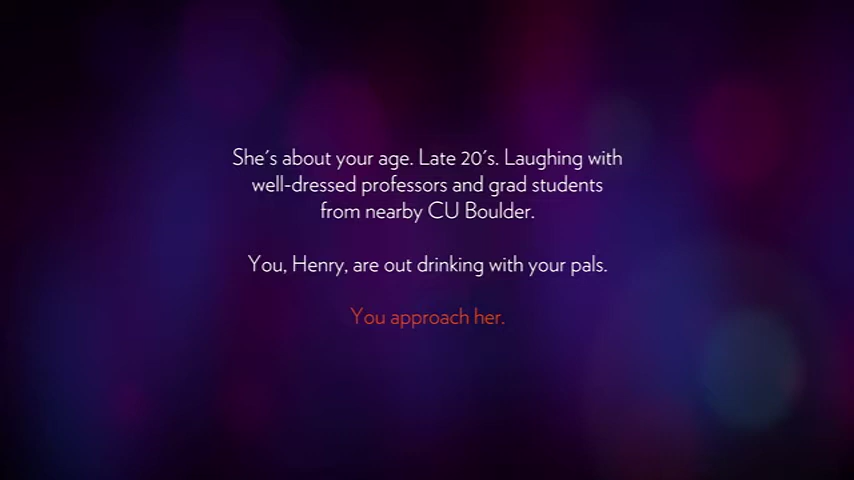 She's about your age. Late 20's. Laughing with
well-dressed professors and grad students
from nearby CU Boulder.
You, Henry, are out drinking with your pals.
You approach her.